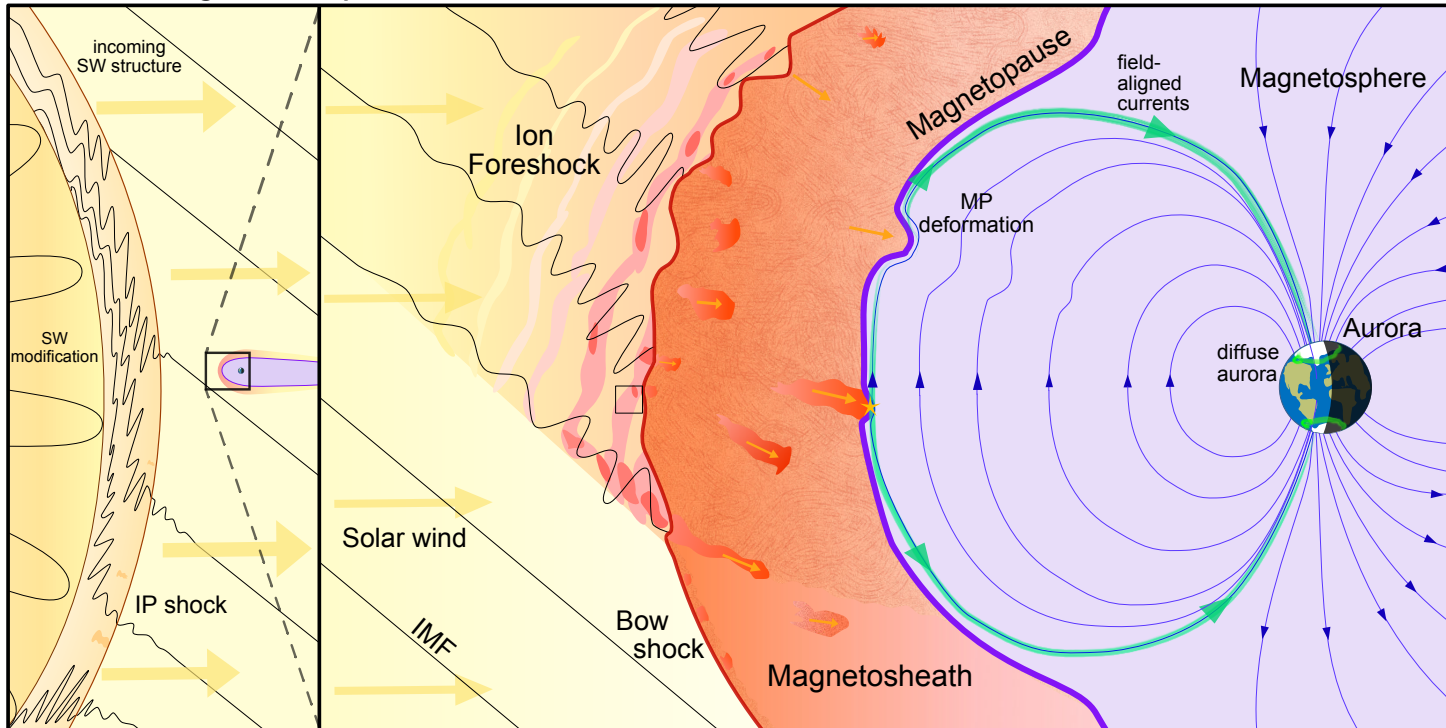 incoming
SW structure
SW
modification
IP shock
Ion
Foreshock
Solar wind
IMF
Bow
shock
Magnetosheath
Magnetopause
field-
aligned
currents
Magnetosphere
MP
deformation
Aurora
diffuse
aurora